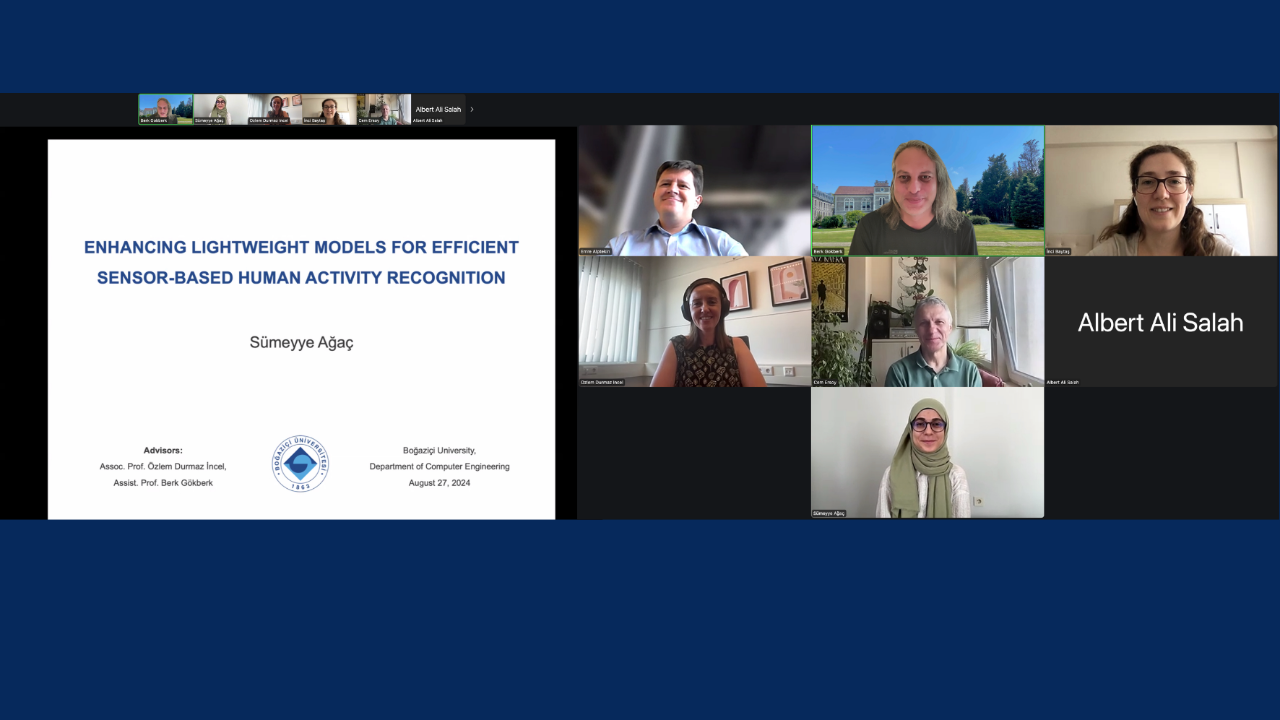 Berk Gökberk
Sümeyye Ağaç
Özlem Durmaz Incel
İnci Baytaş
Cem Ersoy
Albert Ali Salah
Albert Ali Salah
ENHANCING LIGHTWEIGHT MODELS FOR EFFICIENT
SENSOR-BASED HUMAN ACTIVITY RECOGNITION
Sümeyye Ağaç
Advisors:
Assoc. Prof. Özlem Durmaz İncel,
Assist. Prof. Berk Gökberk
BOĞAZİÇİ ÜNİVERSİTESİ
1863
Boğaziçi University,
Department of Computer Engineering
August 27, 2024
Berk Gökberk
İnci Baytaş
Özlem Durmaz Incel
Cem Ersoy
Albert Ali Salah
Albert Ali Salah
Sümeyye Ağaç